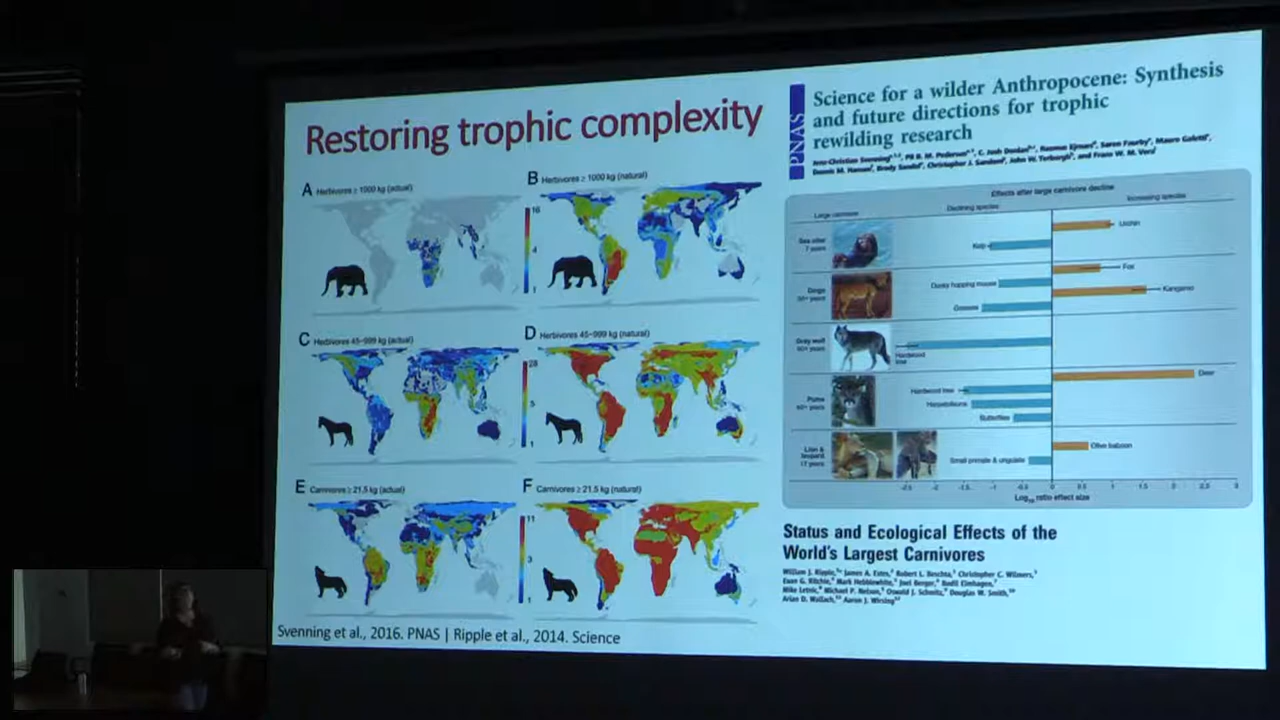 Restoring trophic complexity
A Herbivores ≥ 1000 kg (actual)
B Herbivores ≥ 1000 kg (natural)
16
4
1
C Herbivores 45–999 kg (actual)
D Herbivores 45–999 kg (natural)
28
5
1
E Carnivores ≥ 21.5 kg (actual)
F Carnivores ≥ 21.5 kg (natural)
11
3
1
Svenning et al., 2016. PNAS | Ripple et al., 2014. Science
PNAS
Science for a wilder Anthropocene: Synthesis
and future directions for trophic
rewilding research
Jens-Christian Svenning, Pil B. M. Pedersen, C. Josh Donlan, Rasmus Ejrnæs, Søren Faurby, Mauro Galetti,
Dennis M. Hansen, Brody Sandel, Christopher J. Sandom, John W. Terborgh, and Frans W. M. Vera
Effects after large carnivore decline
Large carnivore
Declining species
Increasing species
Sea otter
7 years
Kelp
Urchin
Dingo
Fox
Dusky hopping mouse
Kangaroo
Grasses
Gray wolf
Hardwood
tree
Deer
Puma
Hardwood tree
Herpetofauna
Butterflies
Lion &
leopard
17 years
Olive baboon
Small primate & ungulate
-2.5 -2 -1.5 -1 -0.5 0 0.5 1 1.5 2 2.5 3
Log10 ratio effect size
Status and Ecological Effects of the
World's Largest Carnivores
William J. Ripple, James A. Estes, Robert L. Beschta, Christopher C. Wilmers,
Euan G. Ritchie, Mark Hebblewhite, Joel Berger, Bodil Elmhagen,
Mike Letnic, Michael P. Nelson, Oswald J. Schmitz, Douglas W. Smith,
Arian D. Wallach, Aaron J. Wirsing